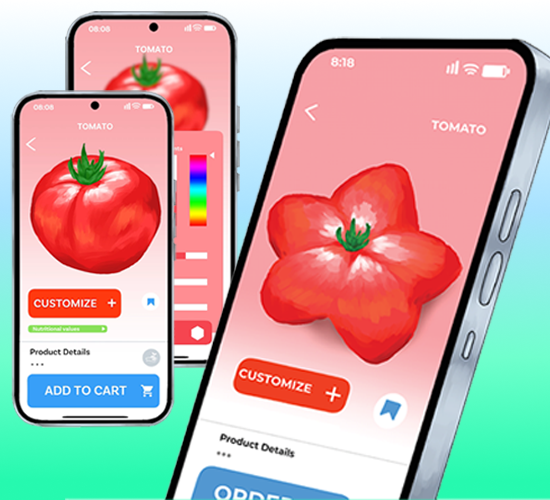 08:08
TOMATO
nts
08:08
TOMATO
CUSTOMIZE +
Nutritional values >
Product Details
...
ADD TO CART
8:18
TOMATO
CUSTOMIZE +
Product Details
...
ORDER